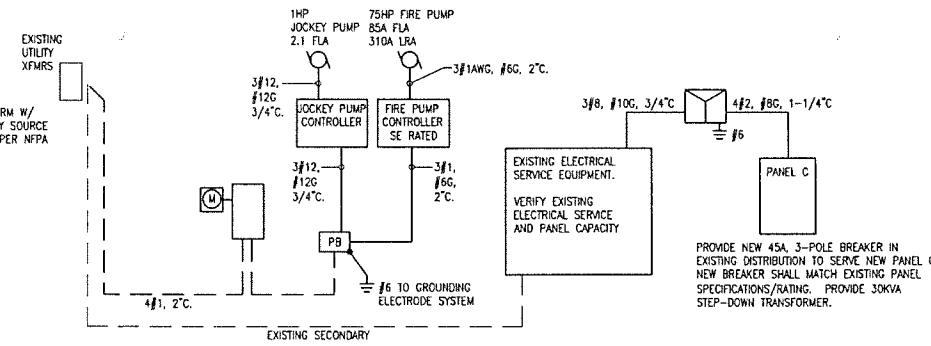 EXISTING
UTILITY
XFMRS
RM W/
Y SOURCE
PER NFPA
1HP
JOCKEY PUMP
2.1 FLA
75HP FIRE PUMP
85A FLA
310A LRA
3#12,
#12G
3/4"C.
3#1AWG, #6G, 2"C.
JOCKEY PUMP
CONTROLLER
FIRE PUMP
CONTROLLER
SE RATED
3#12,
#12G
3/4"C.
3#1,
#6G,
2"C.
M
PB
#6 TO GROUNDING
ELECTRODE SYSTEM
4#1, 2"C.
EXISTING SECONDARY
EXISTING ELECTRICAL
SERVICE EQUIPMENT.
VERIFY EXISTING
ELECTRICAL SERVICE
AND PANEL CAPACITY
3#8, #10G, 3/4"C
4#2, #8G, 1-1/4"C
#6
PANEL C
PROVIDE NEW 45A, 3-POLE BREAKER IN
EXISTING DISTRIBUTION TO SERVE NEW PANEL
NEW BREAKER SHALL MATCH EXISTING PANEL
SPECIFICATIONS/RATING. PROVIDE 30KVA
STEP-DOWN TRANSFORMER.